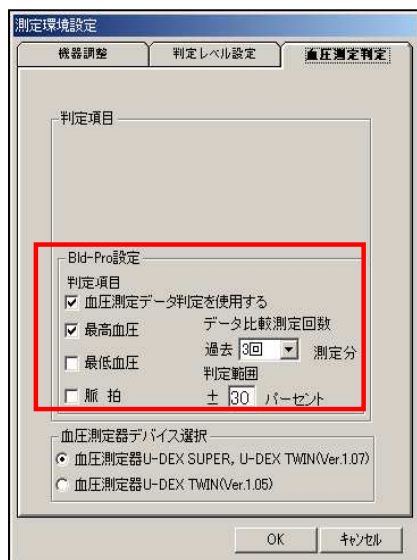 測定環境設定
機器調整 判定レベル設定 血圧測定判定
判定項目
Bld-Pro設定
判定項目
血圧測定データ判定を使用する
最高血圧 データ比較測定回数
過去 3回 測定分
最低血圧
判定範囲
脈 拍 ± 30 パーセント
血圧測定器デバイス選択
血圧測定器U-DEX SUPER, U-DEX TWIN(Ver.1.07)
血圧測定器U-DEX TWIN(Ver.1.05)
OK キャンセル